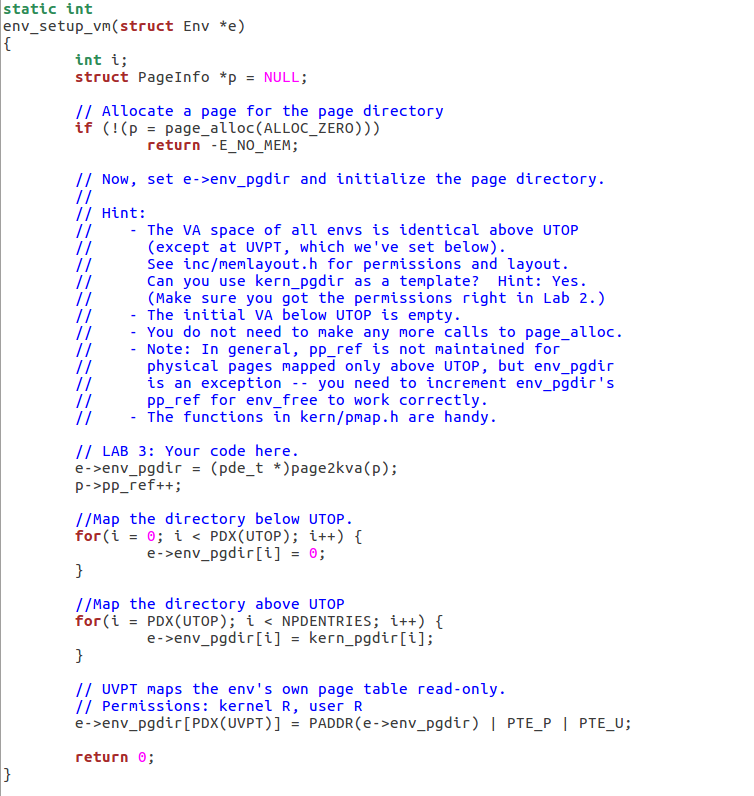 static int
env_setup_vm(struct Env *e)
{
        int i;
        struct PageInfo *p = NULL;

        // Allocate a page for the page directory
        if (!(p = page_alloc(ALLOC_ZERO)))
                return -E_NO_MEM;

        // Now, set e->env_pgdir and initialize the page directory.
        //
        // Hint:
        //    - The VA space of all envs is identical above UTOP
        //      (except at UVPT, which we've set below).
        //      See inc/memlayout.h for permissions and layout.
        //      Can you use kern_pgdir as a template?  Hint: Yes.
        //      (Make sure you got the permissions right in Lab 2.)
        //    - The initial VA below UTOP is empty.
        //    - You do not need to make any more calls to page_alloc.
        //    - Note: In general, pp_ref is not maintained for
        //      physical pages mapped only above UTOP, but env_pgdir
        //      is an exception -- you need to increment env_pgdir's
        //      pp_ref for env_free to work correctly.
        //    - The functions in kern/pmap.h are handy.

        // LAB 3: Your code here.
        e->env_pgdir = (pde_t *)page2kva(p);
        p->pp_ref++;

        //Map the directory below UTOP.
        for(i = 0; i < PDX(UTOP); i++) {
                e->env_pgdir[i] = 0;
        }

        //Map the directory above UTOP
        for(i = PDX(UTOP); i < NPDENTRIES; i++) {
                e->env_pgdir[i] = kern_pgdir[i];
        }

        // UVPT maps the env's own page table read-only.
        // Permissions: kernel R, user R
        e->env_pgdir[PDX(UVPT)] = PADDR(e->env_pgdir) | PTE_P | PTE_U;

        return 0;
}